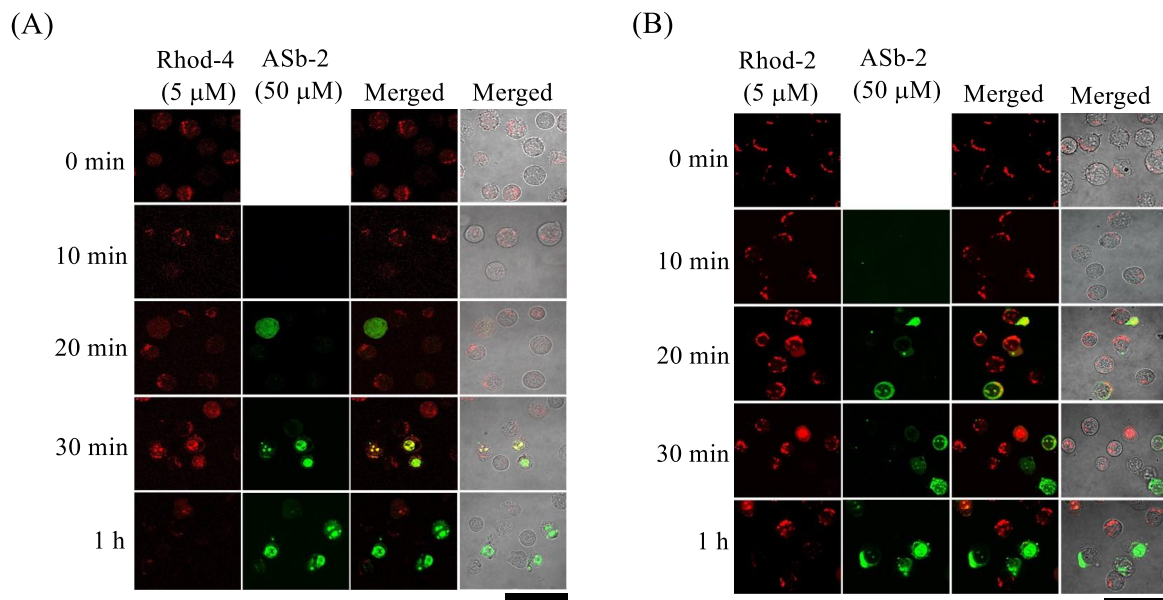 (A)
Rhod-4
(5 μM)
ASb-2
(50 μM)
Merged
Merged
0 min
10 min
20 min
30 min
1 h
(B)
Rhod-2
(5 μM)
ASb-2
(50 μM)
Merged
Merged
0 min
10 min
20 min
30 min
1 h